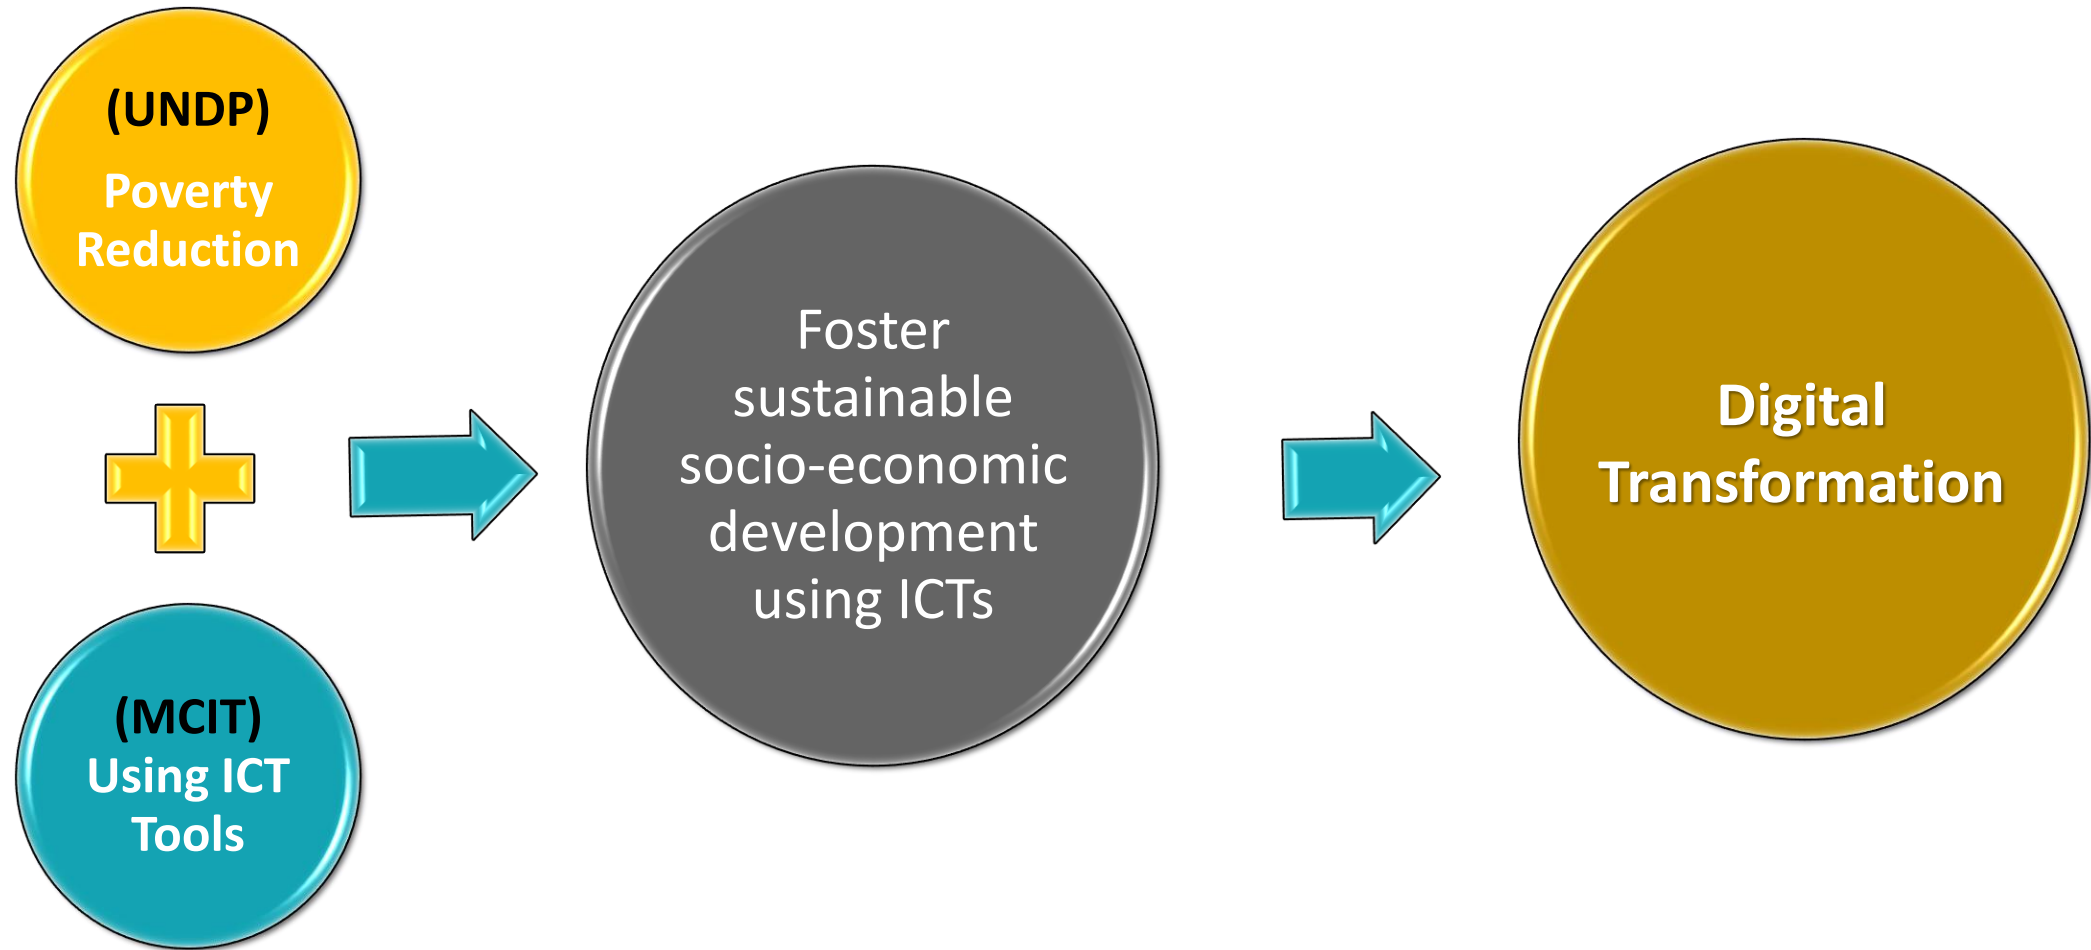 (UNDP)
Poverty
Reduction
(MCIT)
Using ICT
Tools
Foster
sustainable
socio-economic
development
using ICTs
Digital
Transformation